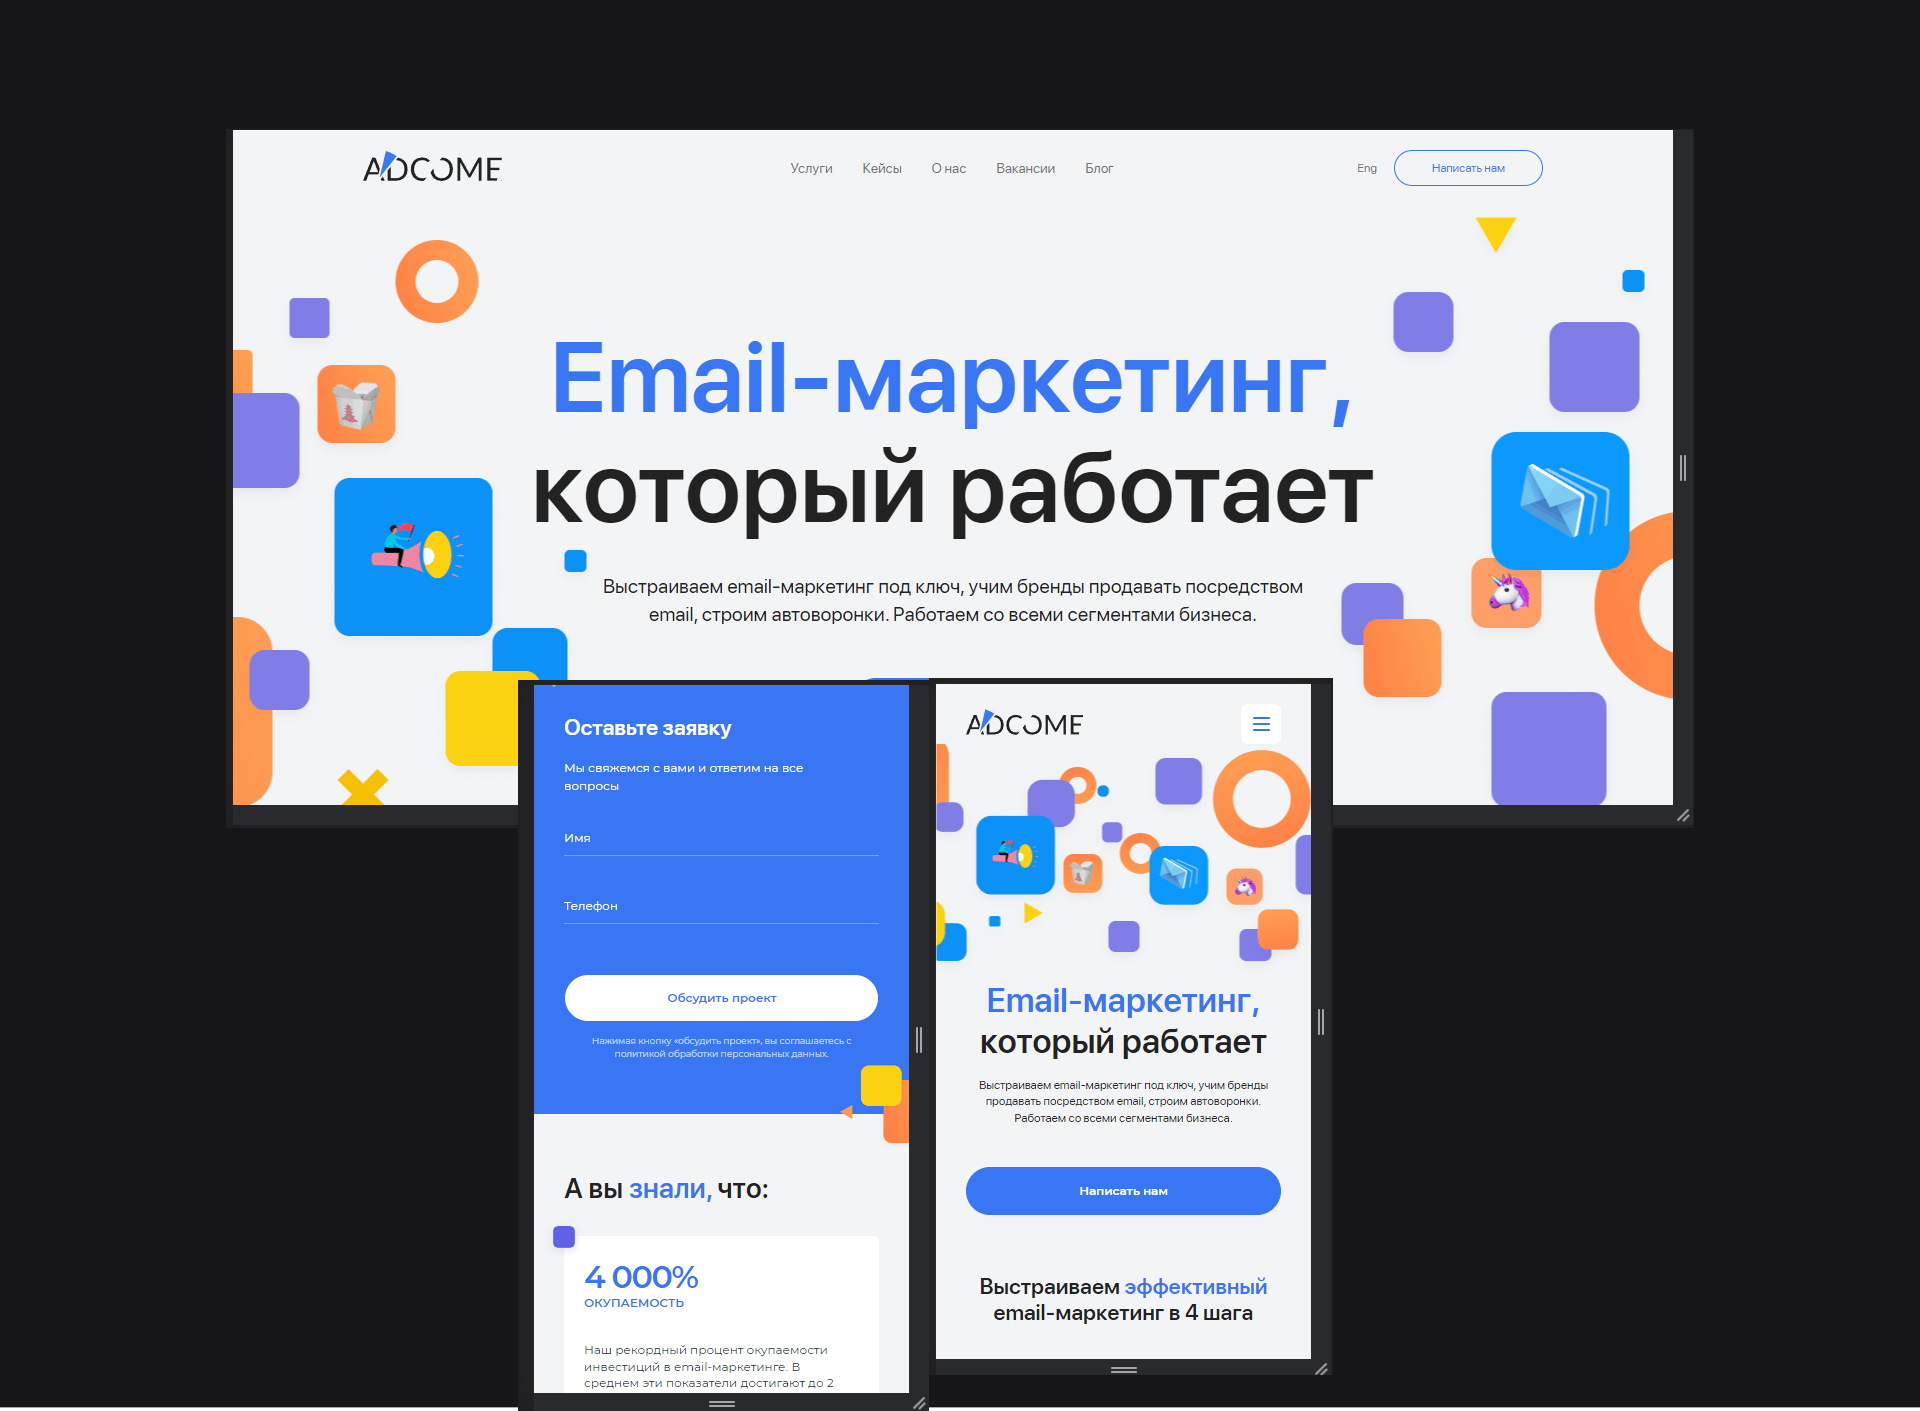 ADCOME
Услуги Кейсы О нас Вакансии Блог
Eng
Написать нам
Email-маркетинг,
который работает
Выстраиваем email-маркетинг под ключ, учим бренды продавать посредством
email, строим автоворонки. Работаем со всеми сегментами бизнеса.
Оставьте заявку
Мы свяжемся с вами и ответим на все
вопросы
Имя
Телефон
Обсудить проект
Нажимая кнопку «обсудить проект», вы соглашаетесь с
политикой обработки персональных данных.
А вы знали, что:
4 000%
ОКУПАЕМОСТЬ
Наш рекордный процент окупаемости
инвестиций в email-маркетинге. В
среднем эти показатели достигают до 2
ADCOME
Email-маркетинг,
который работает
Выстраиваем email-маркетинг под ключ, учим бренды
продавать посредством email, строим автоворонки.
Работаем со всеми сегментами бизнеса.
Написать нам
Выстраиваем эффективный
email-маркетинг в 4 шага